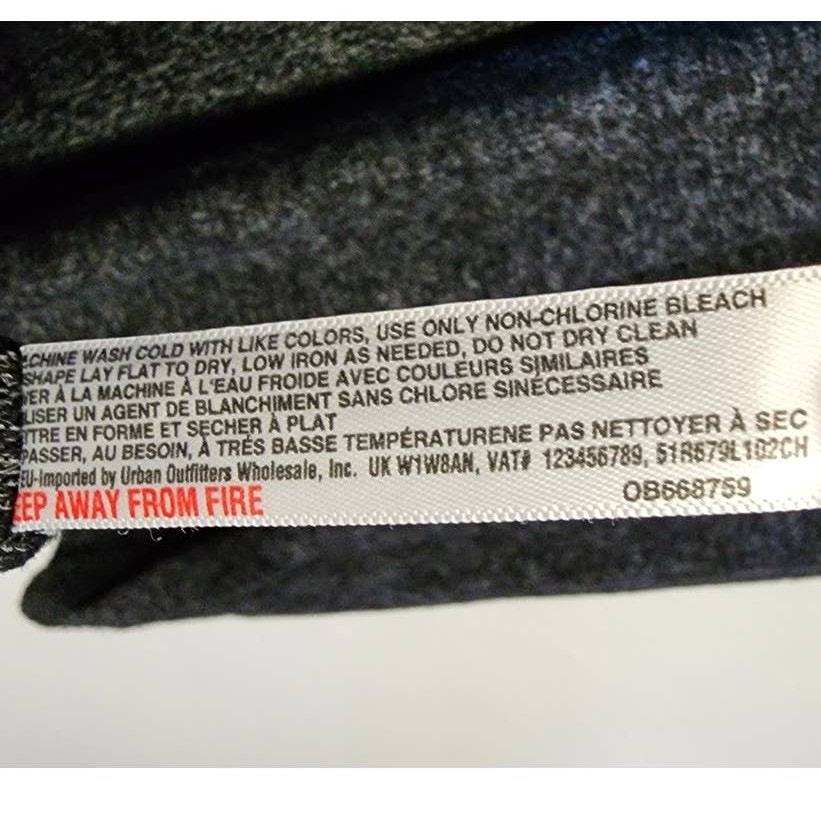 CHINE WASH COLD WITH LIKE COLORS, USE ONLY NON-CHLORINE BLEACH
SHAPE LAY FLAT TO DRY, LOW IRON AS NEEDED, DO NOT DRY CLEAN
VER À LA MACHINE À L'EAU FROIDE AVEC COULEURS SIMILAIRES
LISER UN AGENT DE BLANCHIMENT SANS CHLORE SINÉCESSAIRE
TTRE EN FORME ET SECHER À PLAT
PASSER, AU BESOIN, À TRÉS BASSE TEMPÉRATURENE PAS NETTOYER À SEC
EU-Imported by Urban Outfitters Wholesale, Inc. UK W1W8AN, VAT# 123456789, 51R679L102CH
EEP AWAY FROM FIRE
OB668759